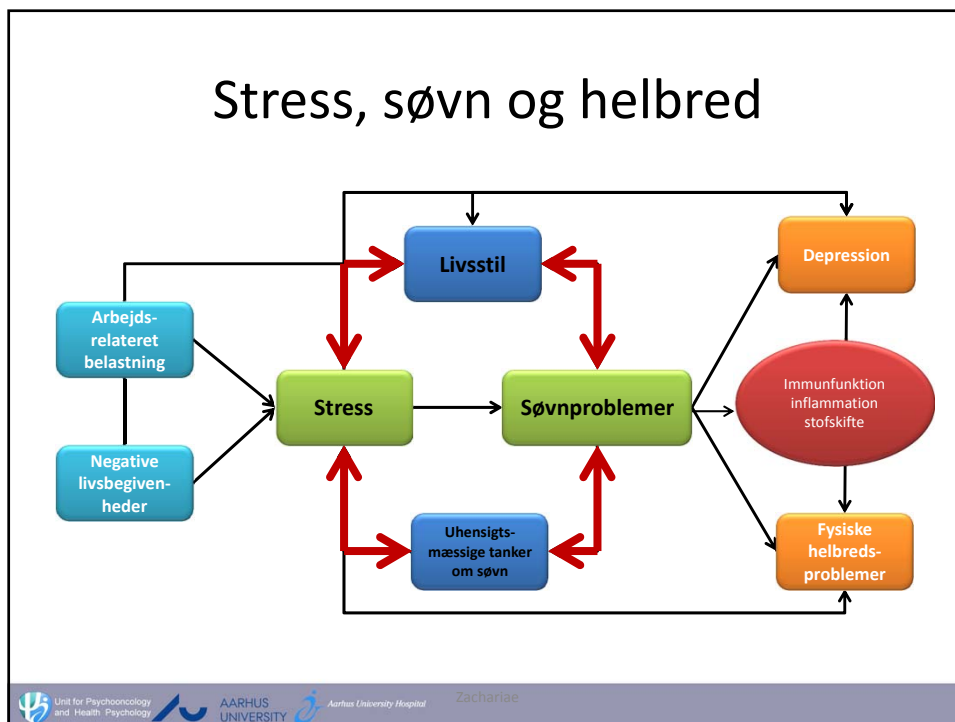 Stress, søvn og helbred
Livsstil
Depression
Arbejds-
relateret
belastning
Stress
Søvnproblemer
Immunfunktion
inflammation
stofskifte
Negative
livsbegiven-
heder
Uhensigts-
mæssige tanker
om søvn
Fysiske
helbreds-
problemer
Unit for Psychooncology
and Health Psychology
AARHUS
UNIVERSITY
Aarhus University Hospital
Zachariae